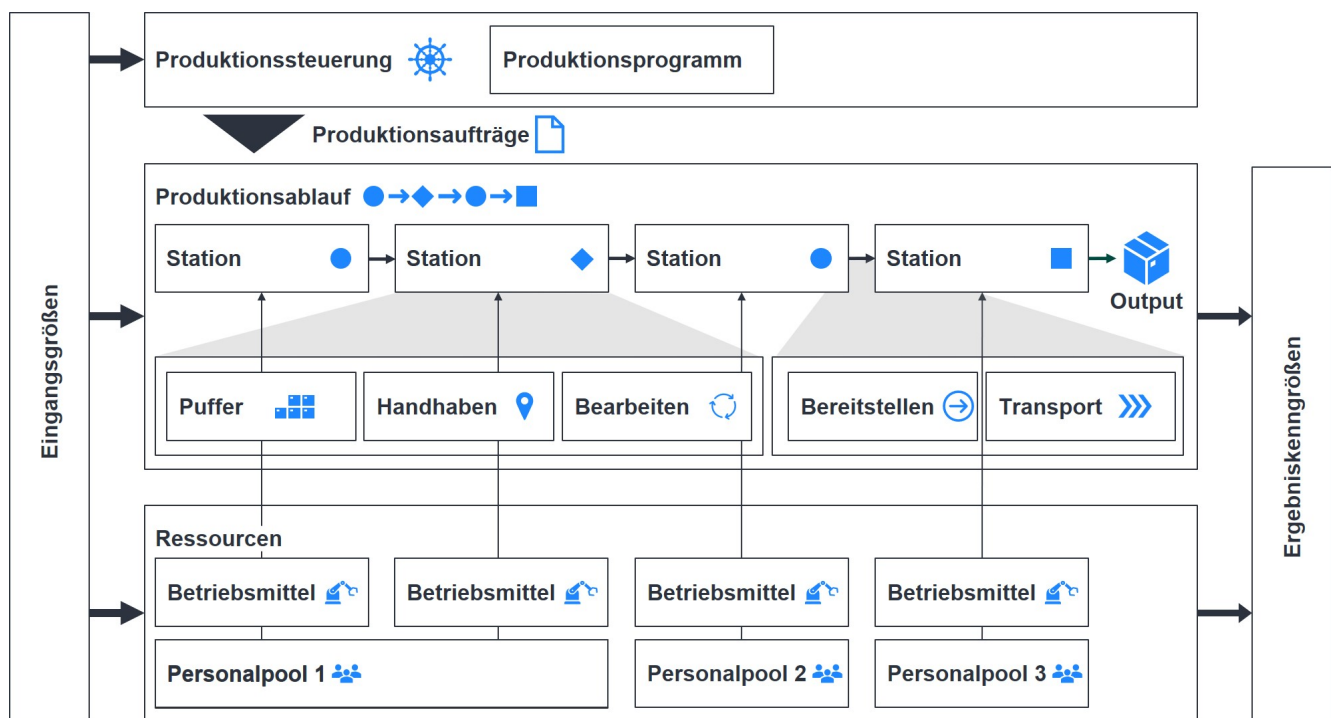 Eingangsgrößen
Produktionssteuerung
Produktionsprogramm
Produktionsaufträge
Produktionsablauf
Station
Station
Station
Station
Output
Puffer
Handhaben
Bearbeiten
Bereitstellen
Transport
Ressourcen
Betriebsmittel
Betriebsmittel
Betriebsmittel
Betriebsmittel
Personalpool 1
Personalpool 2
Personalpool 3
Ergebniskenngrößen